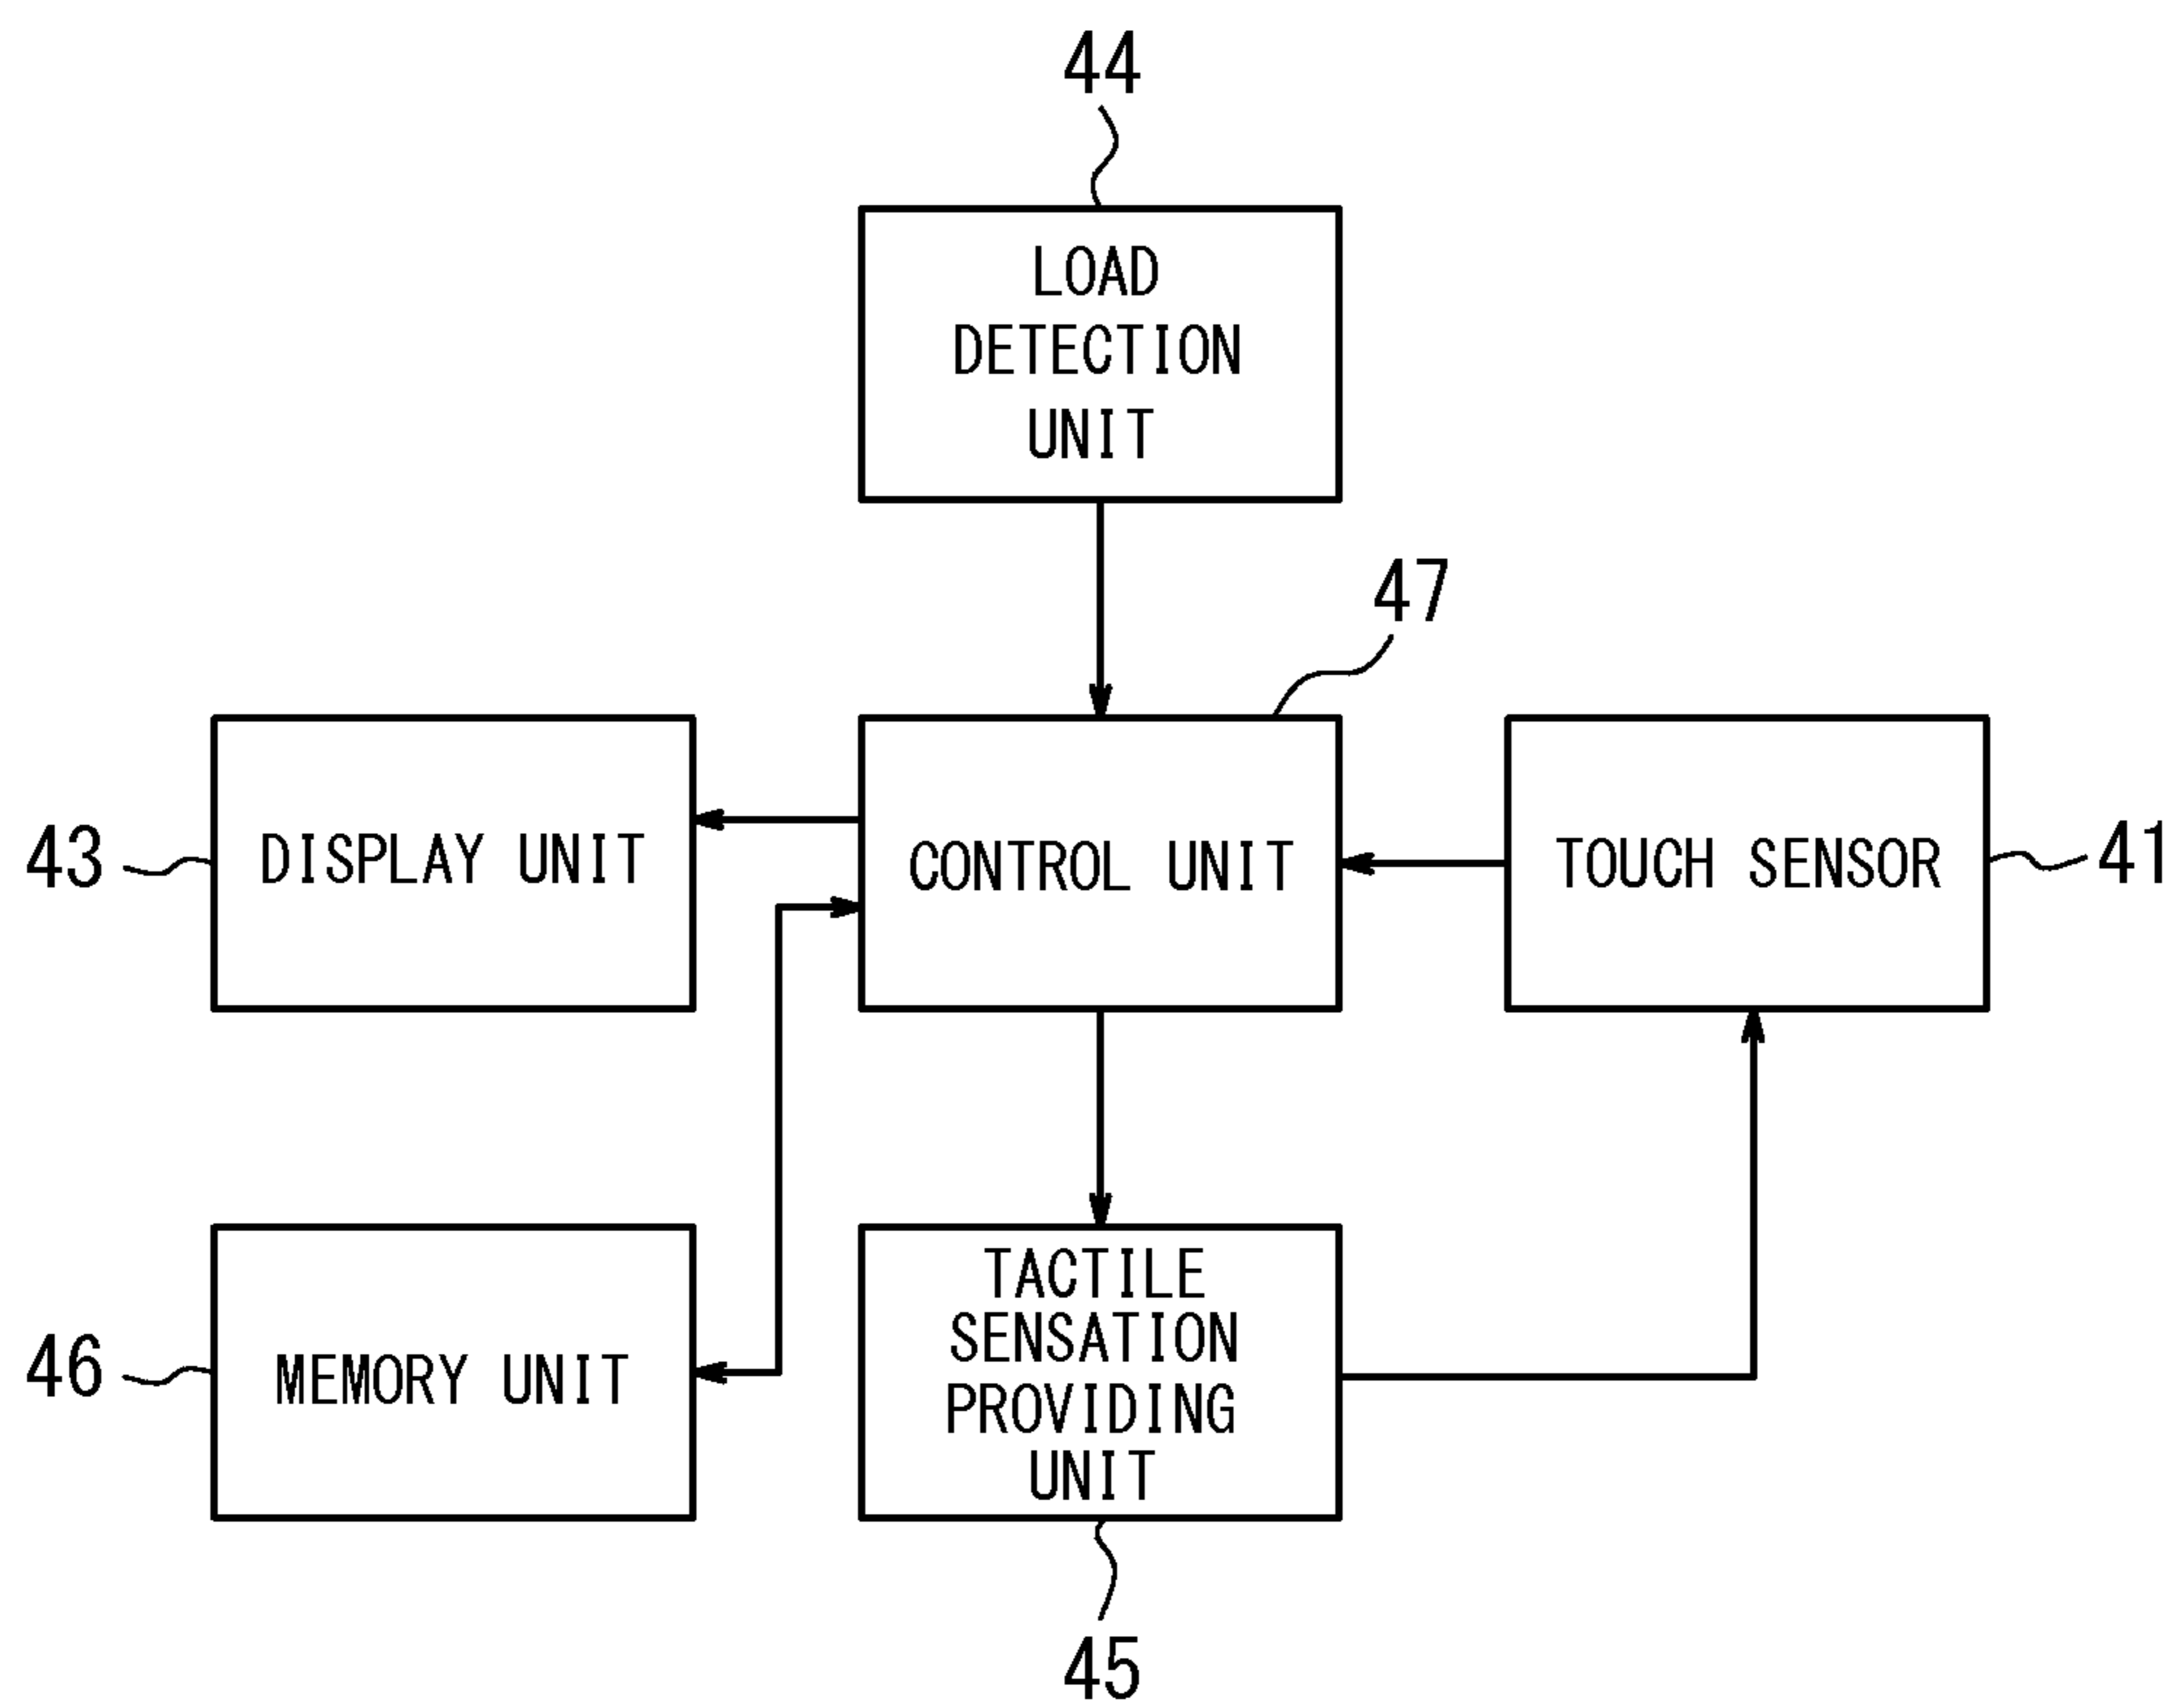 44
LOAD
DETECTION
UNIT
47
43
DISPLAY UNIT
CONTROL UNIT
TOUCH SENSOR
41
46
MEMORY UNIT
TACTILE
SENSATION
PROVIDING
UNIT
45